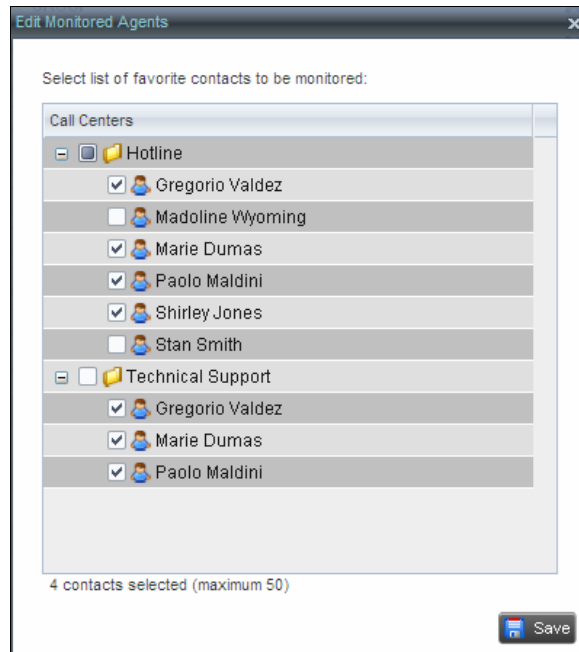 Edit Monitored Agents
Select list of favorite contacts to be monitored:
Call Centers
Hotline
Gregorio Valdez
Madoline Wyoming
Marie Dumas
Paolo Maldini
Shirley Jones
Stan Smith
Technical Support
Gregorio Valdez
Marie Dumas
Paolo Maldini
4 contacts selected (maximum 50)
Save